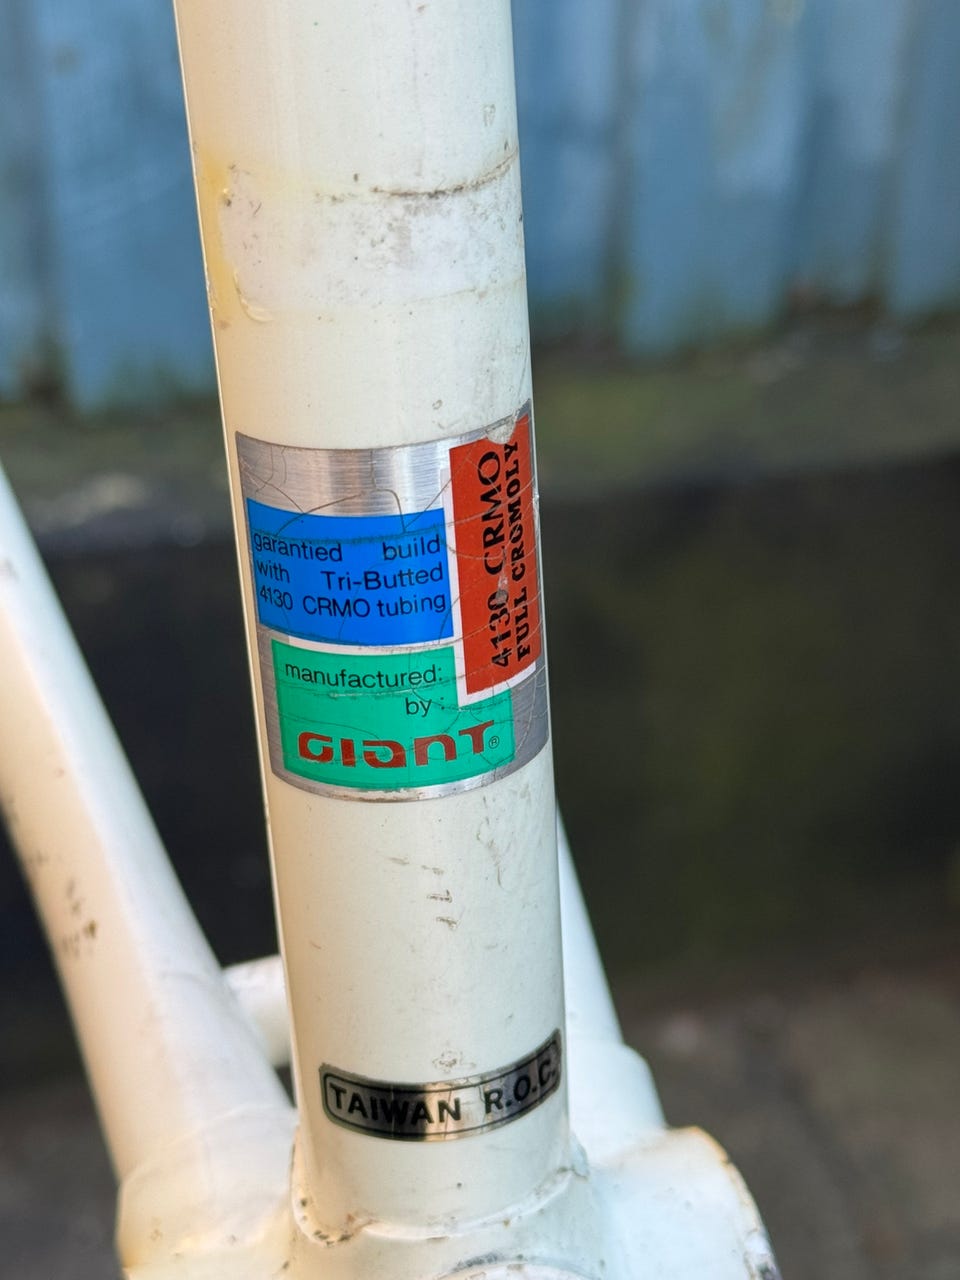 garantied build
with Tri-Butted
4130 CRMO tubing
4130 CRMO
FULL CROMOLY
manufactured:
by :
GIANT®
TAIWAN R.O.C.